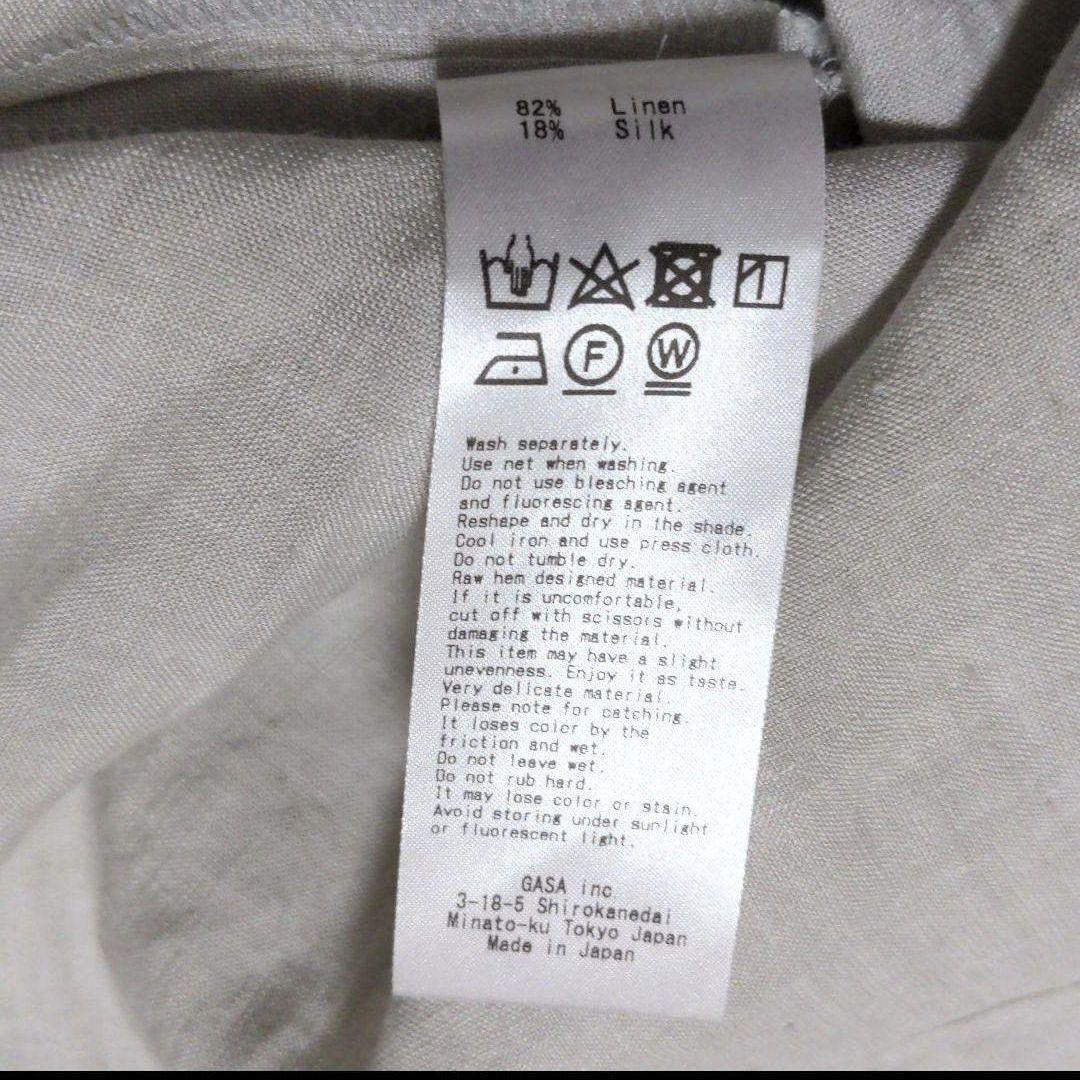 82% Linen
18% Silk
F W
Wash separately.
Use net when washing.
Do not use bleaching agent
and fluorescing agent.
Reshape and dry in the shade.
Cool iron and use press cloth.
Do not tumble dry.
Raw hem designed material.
If it is uncomfortable,
cut off with scissors without
damaging the material.
This item may have a slight
unevenness. Enjoy it as taste.
Very delicate material.
Please note for catching.
It loses color by the
friction and wet.
Do not leave wet.
Do not rub hard.
It may lose color or stain.
Avoid storing under sunlight
or fluorescent light.
GASA inc
3-18-5 Shirokanedai
Minato-ku Tokyo Japan
Made in Japan